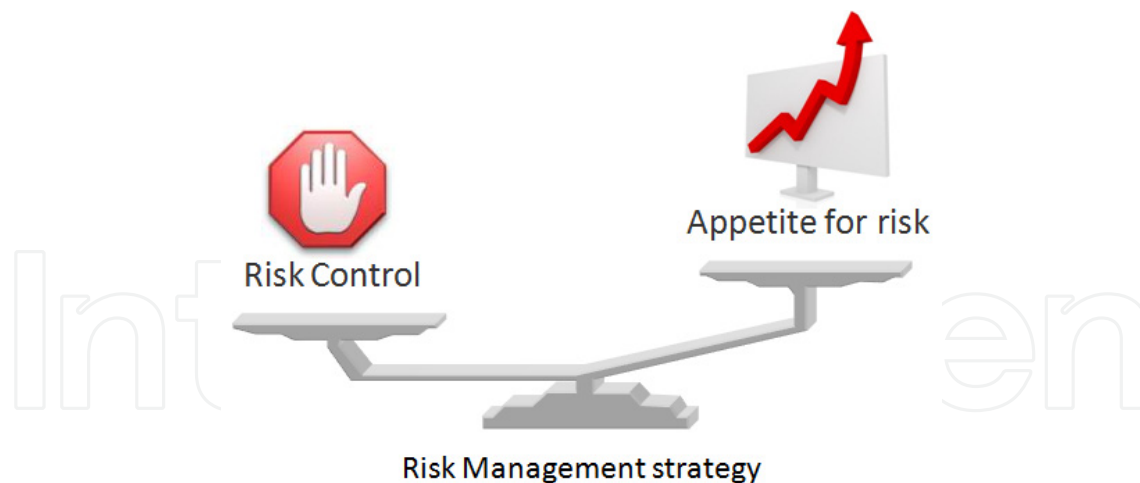 Appetite for risk
Risk Control
Risk Management strategy